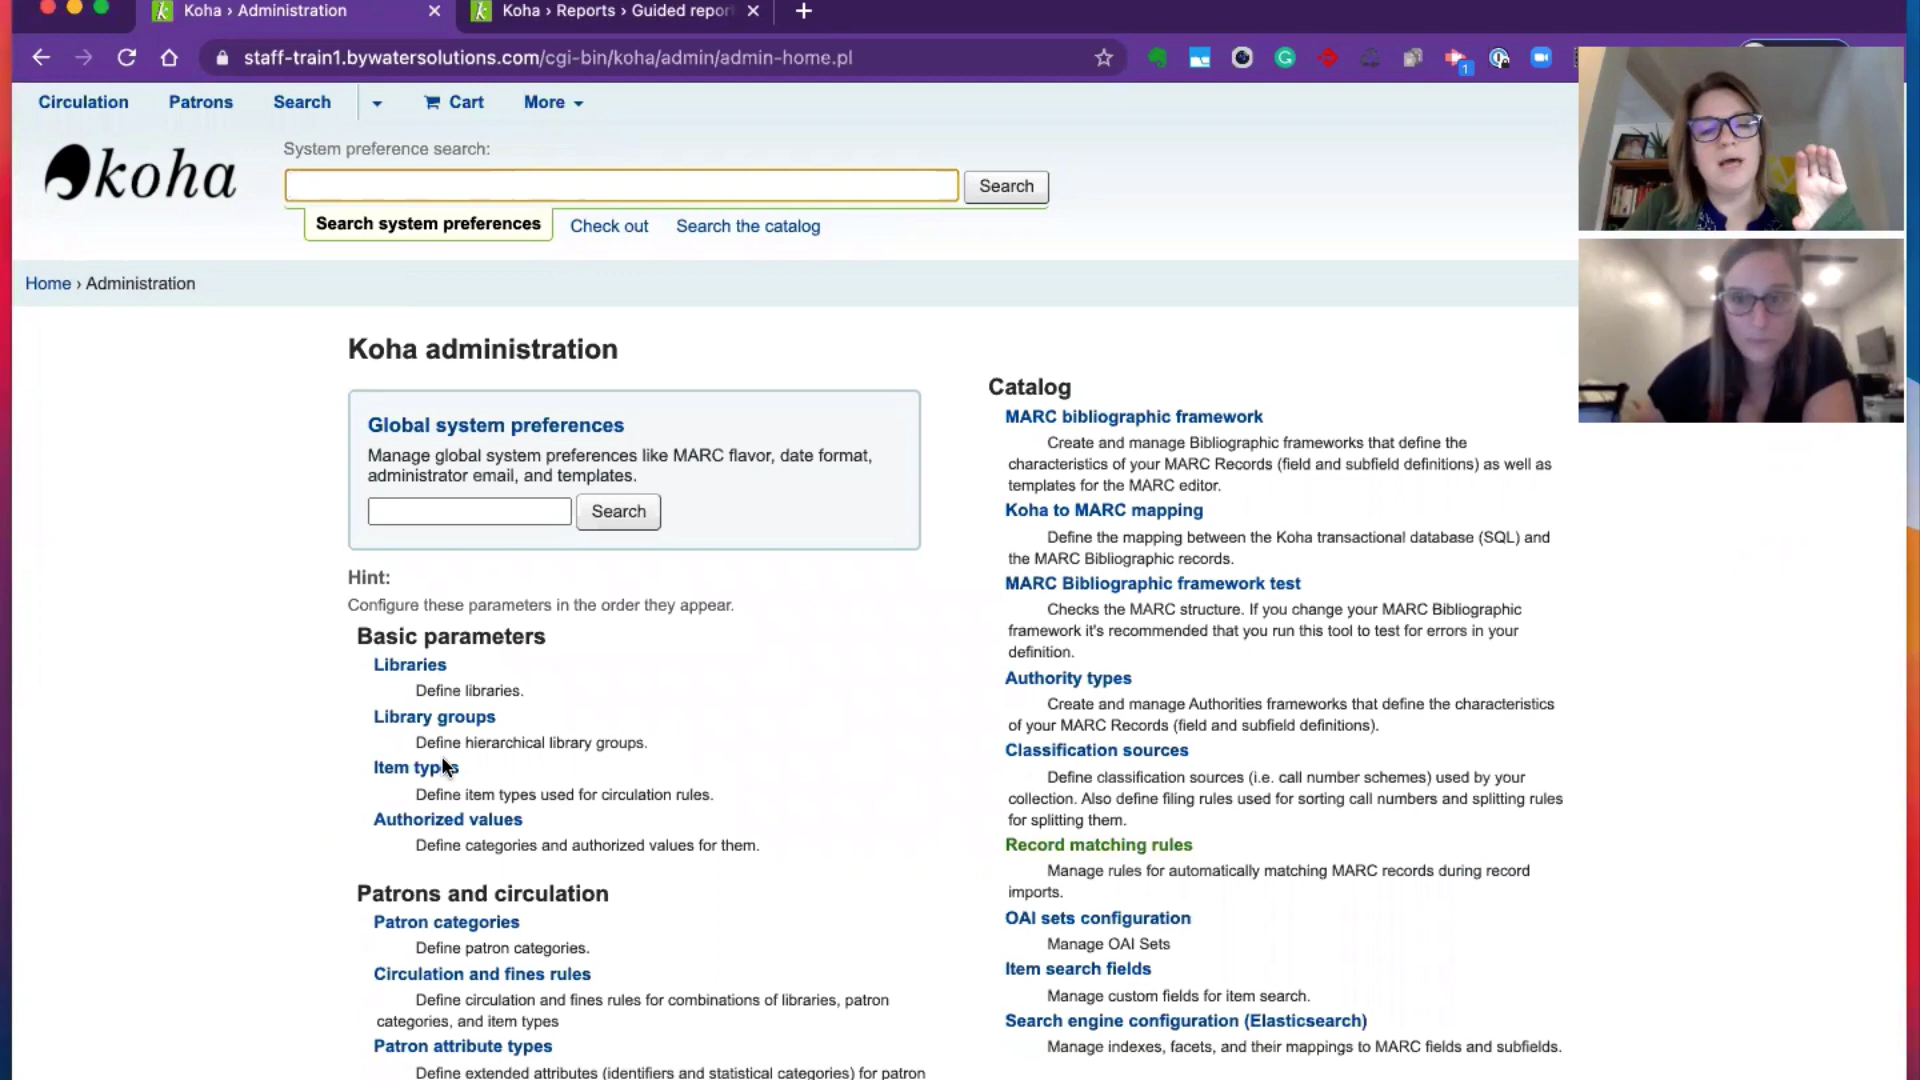 Koha › Administration
Koha › Reports › Guided repor
staff-train1.bywatersolutions.com/cgi-bin/koha/admin/admin-home.pl
1
Circulation Patrons Search Cart More
System preference search:
koha
Search
Search system preferences Check out Search the catalog
Home › Administration
Koha administration
Global system preferences
Manage global system preferences like MARC flavor, date format,
administrator email, and templates.
Search
Hint:
Configure these parameters in the order they appear.
Basic parameters
Libraries
Define libraries.
Library groups
Define hierarchical library groups.
Item types
Define item types used for circulation rules.
Authorized values
Define categories and authorized values for them.
Patrons and circulation
Patron categories
Define patron categories.
Circulation and fines rules
Define circulation and fines rules for combinations of libraries, patron
categories, and item types
Patron attribute types
Define extended attributes (identifiers and statistical categories) for patron
Catalog
MARC bibliographic framework
Create and manage Bibliographic frameworks that define the
characteristics of your MARC Records (field and subfield definitions) as well as
templates for the MARC editor.
Koha to MARC mapping
Define the mapping between the Koha transactional database (SQL) and
the MARC Bibliographic records.
MARC Bibliographic framework test
Checks the MARC structure. If you change your MARC Bibliographic
framework it's recommended that you run this tool to test for errors in your
definition.
Authority types
Create and manage Authorities frameworks that define the characteristics
of your MARC Records (field and subfield definitions).
Classification sources
Define classification sources (i.e. call number schemes) used by your
collection. Also define filing rules used for sorting call numbers and splitting rules
for splitting them.
Record matching rules
Manage rules for automatically matching MARC records during record
imports.
OAI sets configuration
Manage OAI Sets
Item search fields
Manage custom fields for item search.
Search engine configuration (Elasticsearch)
Manage indexes, facets, and their mappings to MARC fields and subfields.